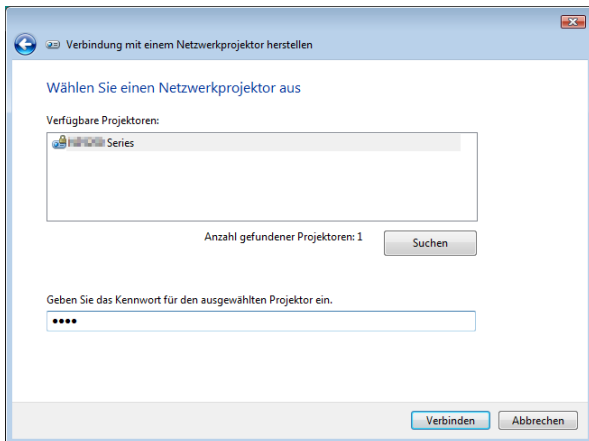 Verbindung mit einem Netzwerkprojektor herstellen
Wählen Sie einen Netzwerkprojektor aus
Verfügbare Projektoren:
Series
Anzahl gefundener Projektoren: 1
Suchen
Geben Sie das Kennwort für den ausgewählten Projektor ein.
••••
Verbinden Abbrechen